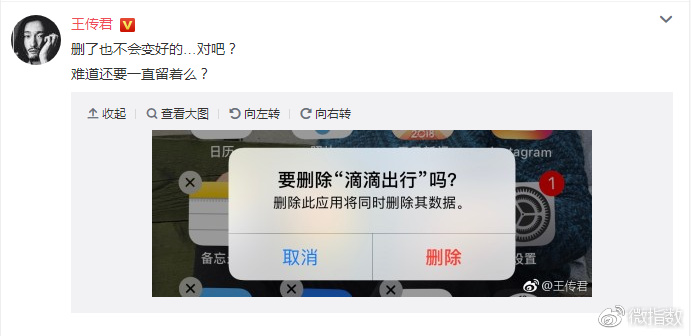 王传君
删了也不会变好的…对吧？
难道还要一直留着么？
收起 查看大图 向左转 向右转
2018
日历 Instagram
要删除“滴滴出行”吗?
删除此应用将同时删除其数据。
1
取消 删除
备忘 设置
@王传君
微指数